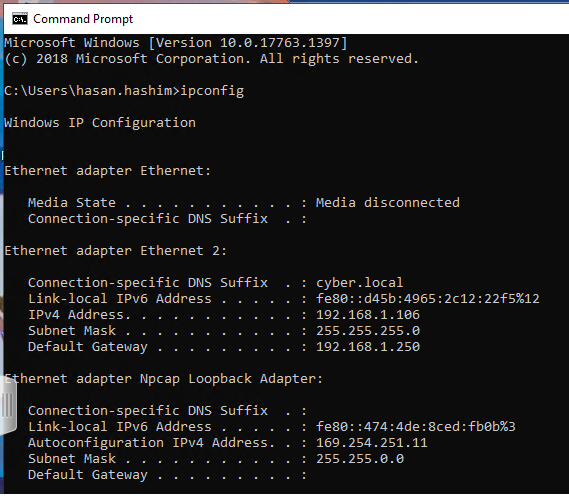 Command Prompt
Microsoft Windows [Version 10.0.17763.1397]
(c) 2018 Microsoft Corporation. All rights reserved.
C:\Users\hasan.hashim>ipconfig
Windows IP Configuration
Ethernet adapter Ethernet:
Media State . . . . . . . . . . . : Media disconnected
Connection-specific DNS Suffix  . :
Ethernet adapter Ethernet 2:
Connection-specific DNS Suffix  . : cyber.local
Link-local IPv6 Address . . . . . : fe80::d45b:4965:2c12:22f5%12
IPv4 Address. . . . . . . . . . . : 192.168.1.106
Subnet Mask . . . . . . . . . . . : 255.255.255.0
Default Gateway . . . . . . . . . : 192.168.1.250
Ethernet adapter Npcap Loopback Adapter:
Connection-specific DNS Suffix  . :
Link-local IPv6 Address . . . . . : fe80::474:4de:8ced:fb0b%3
Autoconfiguration IPv4 Address. . : 169.254.251.11
Subnet Mask . . . . . . . . . . . : 255.255.0.0
Default Gateway . . . . . . . . . :